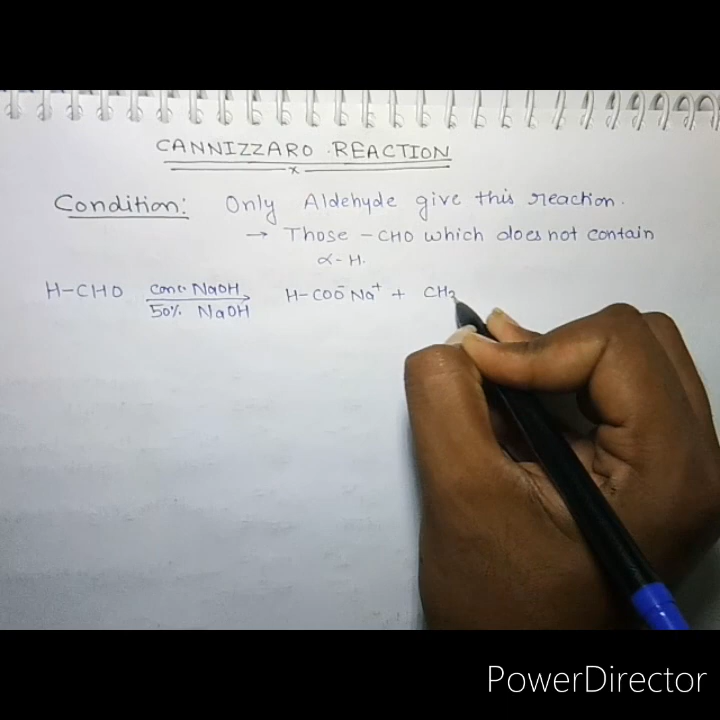 CANNIZZARO REACTION
x
Condition: Only Aldehyde give this reaction.
→ Those -CHO which does not contain
α-H.
H-CHO conc. NaOH H-COO⁻Na⁺ + CH₃
50% NaOH
PowerDirector